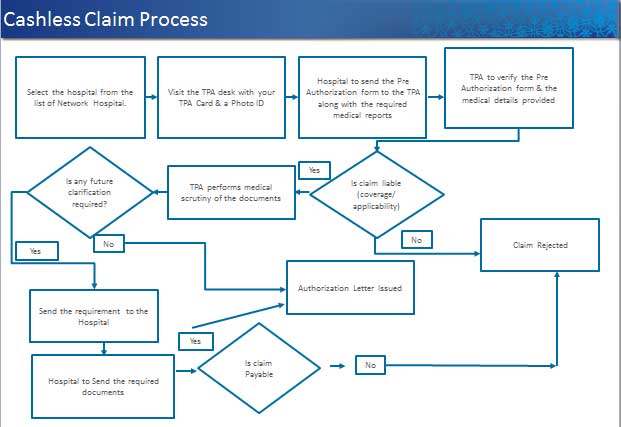 Cashless Claim Process
Select the hospital from the
list of Network Hospital.
Visit the TPA desk with your
TPA Card & a Photo ID
Hospital to send the Pre
Authorization form to the TPA
along with the required
medical reports
TPA to verify the Pre
Authorization form & the
medical details provided
Is any future
clarification
required?
TPA performs medical
scrutiny of the documents
Yes
Is claim liable
(coverage/
applicability)
No
Claim Rejected
Yes
No
Authorization Letter Issued
Send the requirement to the
Hospital
Yes
Hospital to Send the required
documents
Is claim
Payable
No